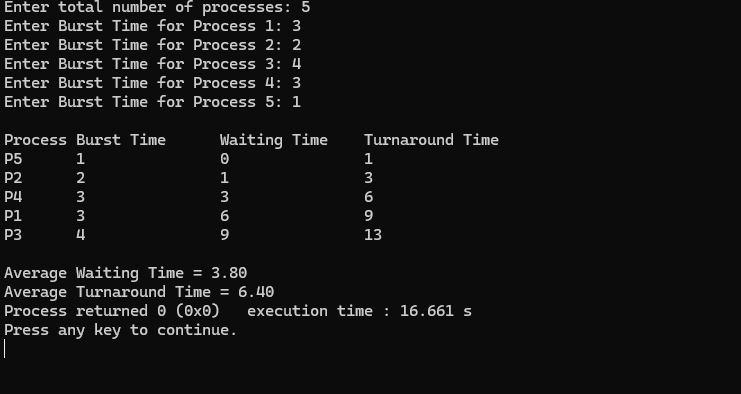 Enter total number of processes: 5
Enter Burst Time for Process 1: 3
Enter Burst Time for Process 2: 2
Enter Burst Time for Process 3: 4
Enter Burst Time for Process 4: 3
Enter Burst Time for Process 5: 1

Process Burst Time      Waiting Time    Turnaround Time
P5      1               0               1
P2      2               1               3
P4      3               3               6
P1      3               6               9
P3      4               9               13

Average Waiting Time = 3.80
Average Turnaround Time = 6.40
Process returned 0 (0x0)   execution time : 16.661 s
Press any key to continue.